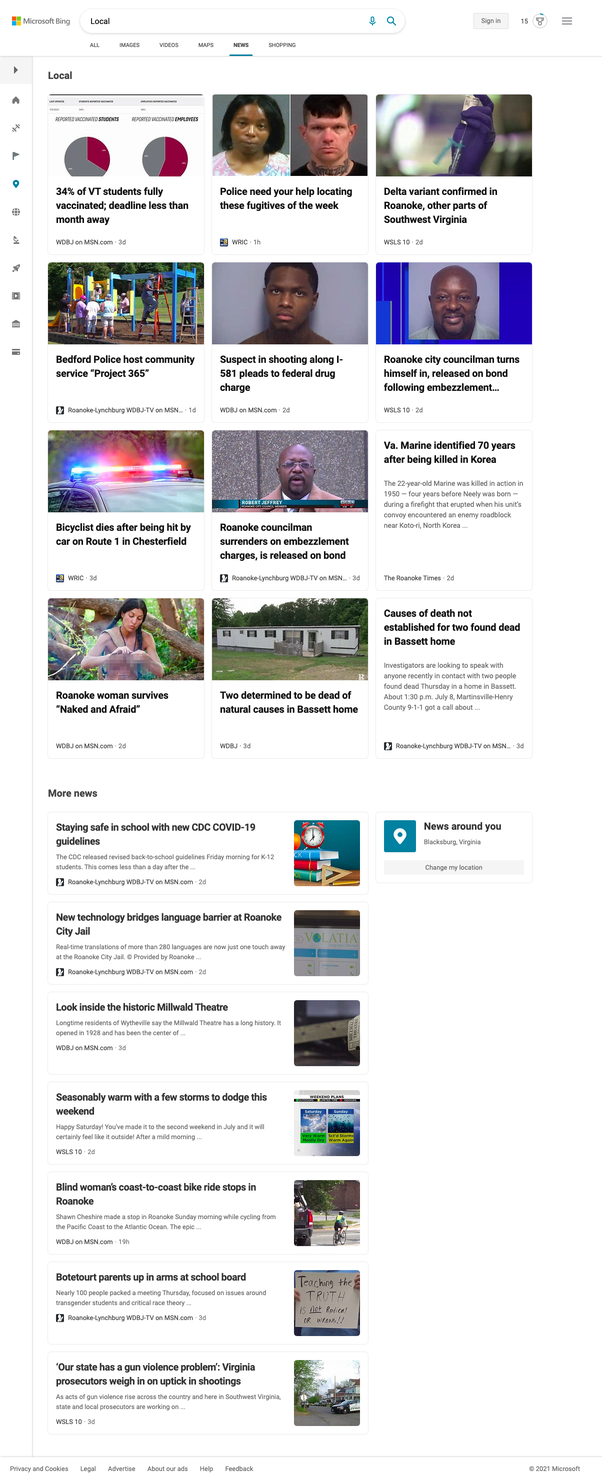 Microsoft Bing
Local
Sign in
15
ALL
IMAGES
VIDEOS
MAPS
NEWS
SHOPPING
Local
REPORTED VACCINATED STUDENTS
REPORTED VACCINATED EMPLOYEES
34% of VT students fully
vaccinated; deadline less than
month away
WDBJ on MSN.com · 3d
Police need your help locating
these fugitives of the week
WRIC · 1h
Delta variant confirmed in
Roanoke, other parts of
Southwest Virginia
WSLS 10 · 2d
Bedford Police host community
service “Project 365”
Roanoke-Lynchburg WDBJ-TV on MSN... · 1d
Suspect in shooting along I-
581 pleads to federal drug
charge
WDBJ on MSN.com · 2d
Roanoke city councilman turns
himself in, released on bond
following embezzlement…
WSLS 10 · 2d
Bicyclist dies after being hit by
car on Route 1 in Chesterfield
WRIC · 3d
ROBERT JEFFREY
Roanoke councilman
surrenders on embezzlement
charges, is released on bond
Roanoke-Lynchburg WDBJ-TV on MSN... · 3d
Va. Marine identified 70 years
after being killed in Korea
The 22-year-old Marine was killed in action in
1950 — four years before Neely was born —
during a firefight that erupted when his unit's
convoy encountered an enemy roadblock
near Koto-ri, North Korea ...
The Roanoke Times · 2d
Roanoke woman survives
“Naked and Afraid”
WDBJ on MSN.com · 2d
Two determined to be dead of
natural causes in Bassett home
WDBJ · 3d
Causes of death not
established for two found dead
in Bassett home
Investigators are looking to speak with
anyone recently in contact with two people
found dead Thursday in a home in Bassett.
About 1:30 p.m. July 8, Martinsville-Henry
County 9-1-1 got a call about ...
Roanoke-Lynchburg WDBJ-TV on MSN... · 3d
More news
Staying safe in school with new CDC COVID-19
guidelines
The CDC released revised back-to-school guidelines Friday morning for K-12
students. This comes less than a day after the ...
Roanoke-Lynchburg WDBJ-TV on MSN.com · 2d
News around you
Blacksburg, Virginia
Change my location
New technology bridges language barrier at Roanoke
City Jail
Real-time translations of more than 280 languages are now just one touch away
at the Roanoke City Jail. © Provided by Roanoke ...
Roanoke-Lynchburg WDBJ-TV on MSN.com · 2d
VOLATIA
Look inside the historic Millwald Theatre
Longtime residents of Wytheville say the Millwald Theatre has a long history. It
opened in 1928 and has been the center of ...
WDBJ on MSN.com · 3d
Seasonably warm with a few storms to dodge this
weekend
Happy Saturday! You've made it to the second weekend in July and it will
certainly feel like it outside! After a mild morning ...
WSLS 10 · 2d
WEEKEND PLANS
Saturday
Sunday
Blind woman's coast-to-coast bike ride stops in
Roanoke
Shawn Cheshire made a stop in Roanoke Sunday morning while cycling from
the Pacific Coast to the Atlantic Ocean. The epic ...
WDBJ on MSN.com · 19h
Botetourt parents up in arms at school board
Nearly 100 people packed a meeting Thursday, focused on issues around
transgender students and critical race theory ...
Roanoke-Lynchburg WDBJ-TV on MSN.com · 3d
Teaching the
TRUTH
IS Not Radical
OR WRONG!!
‘Our state has a gun violence problem’: Virginia
prosecutors weigh in on uptick in shootings
As acts of gun violence rise across the country and here in Southwest Virginia,
state and local prosecutors are working on ...
WSLS 10 · 3d
Privacy and Cookies
Legal
Advertise
About our ads
Help
Feedback
© 2021 Microsoft